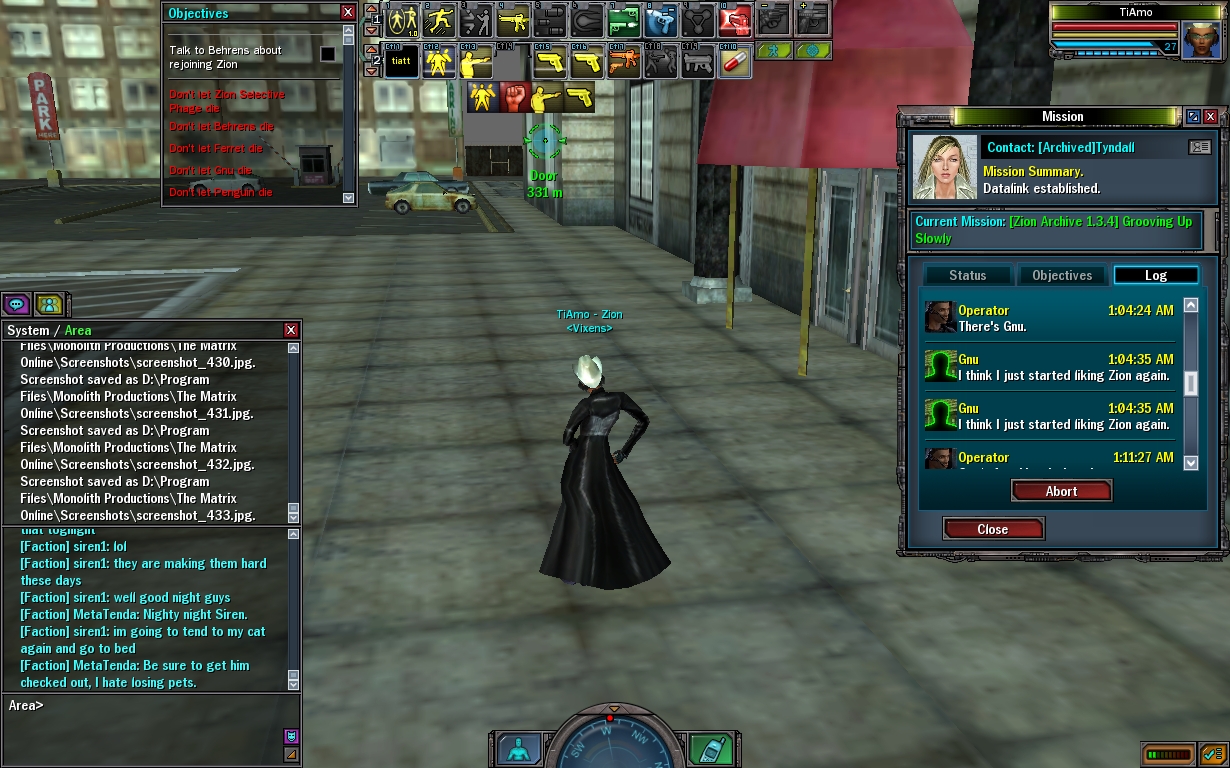 Objectives
Talk to Behrens about
rejoining Zion
Don't let Zion Selective
Phage die
Don't let Behrens die
Don't let Ferret die
Don't let Gnu die
Don't let Penguin die
PARK
HERE
1
2
1.0
Ctrl1
tiatt
Door
331 m
TiAmo
27
Mission
Contact: [Archived]Tyndall
Mission Summary.
Datalink established.
Current Mission: [Zion Archive 1.3.4] Grooving Up
Slowly
Status
Objectives
Log
Operator
1:04:24 AM
There's Gnu.
Gnu
1:04:35 AM
I think I just started liking Zion again.
Gnu
1:04:35 AM
I think I just started liking Zion again.
Operator
1:11:27 AM
Abort
Close
TiAmo - Zion
<Vixens>
System / Area
Files\Monolith Productions\The Matrix
Online\Screenshots\screenshot_430.jpg.
Screenshot saved as D:\Program
Files\Monolith Productions\The Matrix
Online\Screenshots\screenshot_431.jpg.
Screenshot saved as D:\Program
Files\Monolith Productions\The Matrix
Online\Screenshots\screenshot_432.jpg.
Screenshot saved as D:\Program
Files\Monolith Productions\The Matrix
Online\Screenshots\screenshot_433.jpg.
that toghight
[Faction] siren1: lol
[Faction] siren1: they are making them hard
these days
[Faction] siren1: well good night guys
[Faction] MetaTenda: Nighty night Siren.
[Faction] siren1: im going to tend to my cat
again and go to bed
[Faction] MetaTenda: Be sure to get him
checked out, I hate losing pets.
Area>
SW
W
NW